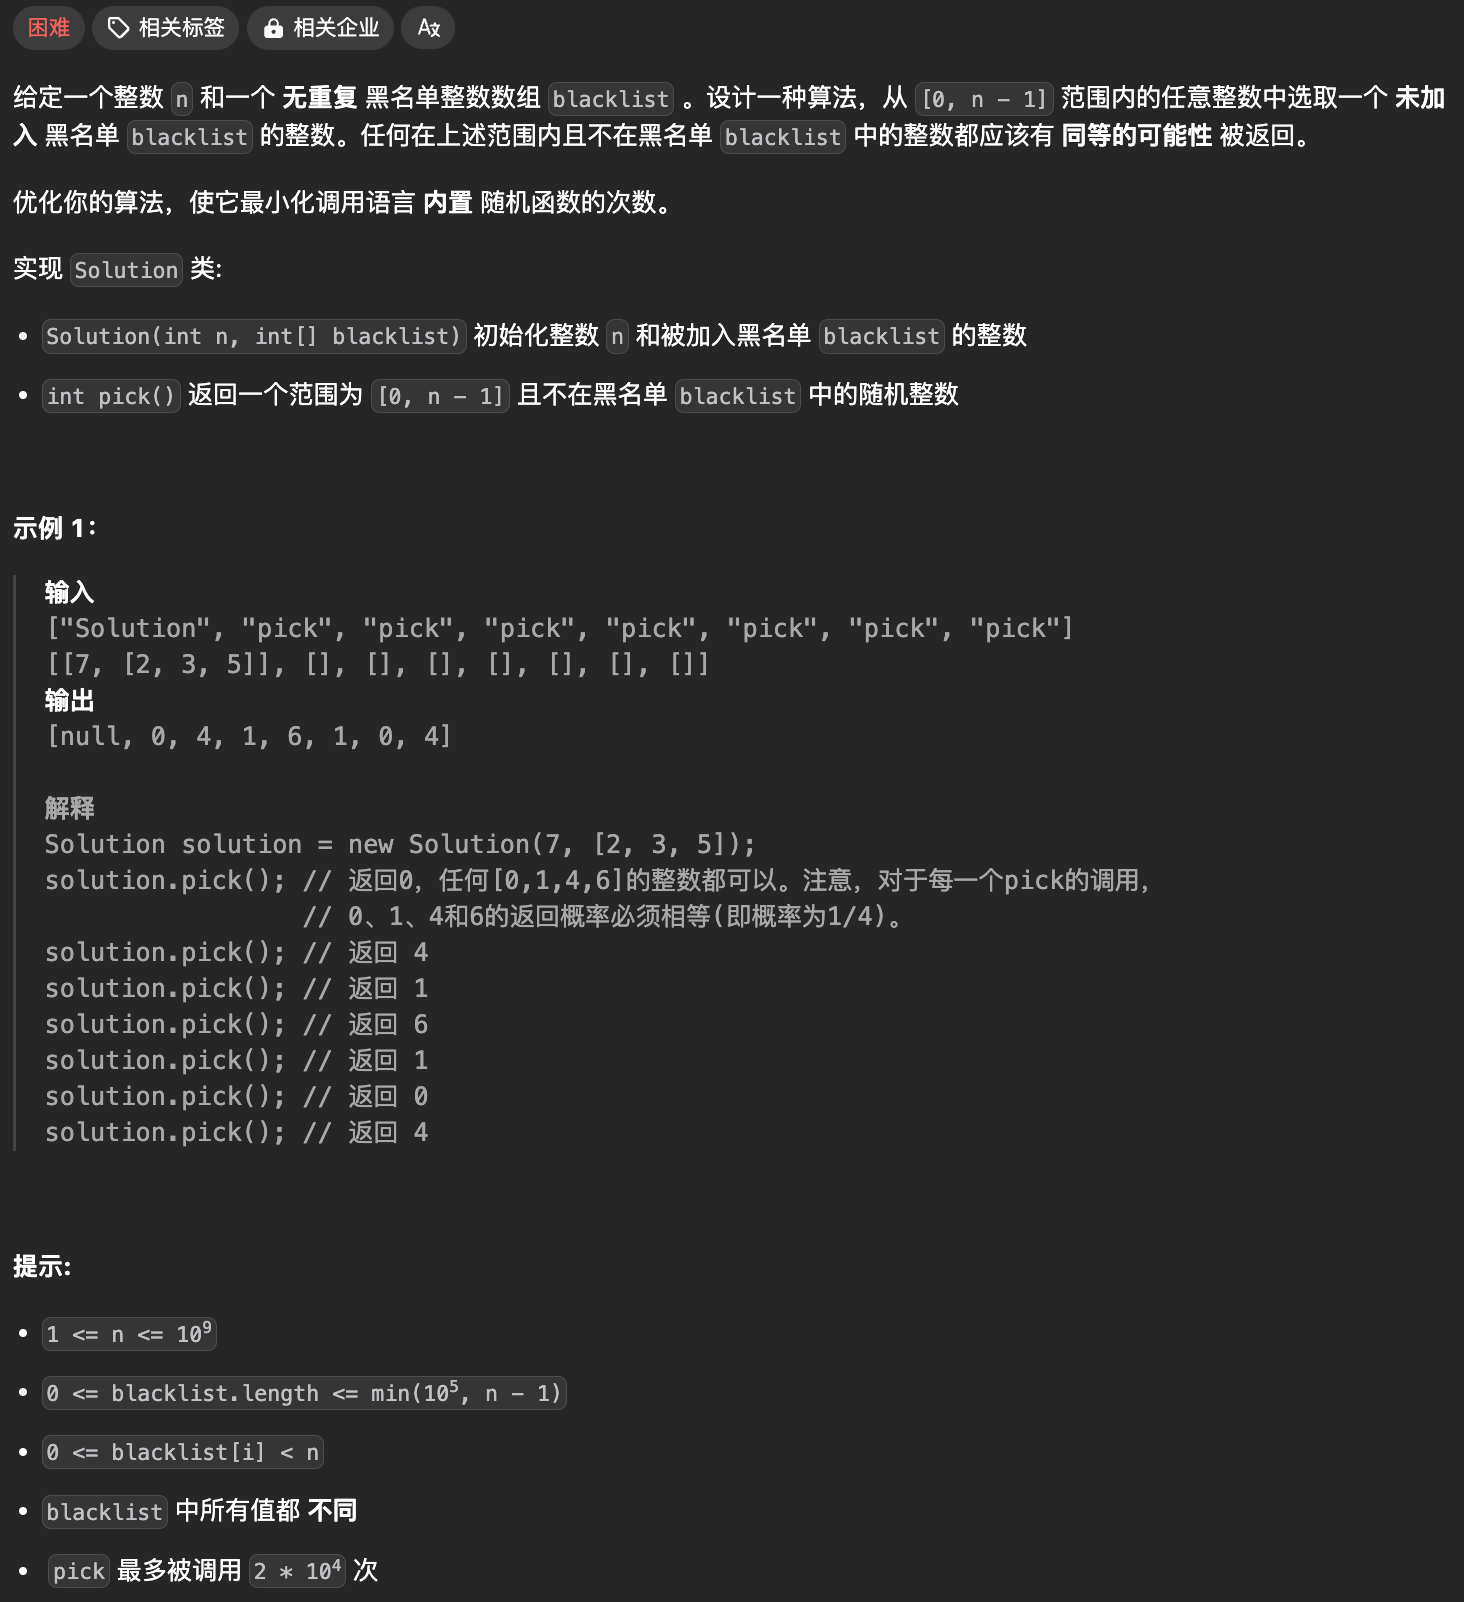 困难 相关标签 相关企业
给定一个整数 n 和一个 无重复 黑名单整数数组 blacklist 。设计一种算法，从 [0, n - 1] 范围内的任意整数中选取一个 未加
入 黑名单 blacklist 的整数。任何在上述范围内且不在黑名单 blacklist 中的整数都应该有 同等的可能性 被返回。
优化你的算法，使它最小化调用语言 内置 随机函数的次数。
实现 Solution 类:
• Solution(int n, int[] blacklist) 初始化整数 n 和被加入黑名单 blacklist 的整数
• int pick() 返回一个范围为 [0, n - 1] 且不在黑名单 blacklist 中的随机整数
示例 1：
输入
["Solution", "pick", "pick", "pick", "pick", "pick", "pick", "pick"]
[[7, [2, 3, 5]], [], [], [], [], [], [], []]
输出
[null, 0, 4, 1, 6, 1, 0, 4]
解释
Solution solution = new Solution(7, [2, 3, 5]);
solution.pick(); // 返回0，任何[0,1,4,6]的整数都可以。注意，对于每一个pick的调用，
// 0、1、4和6的返回概率必须相等(即概率为1/4)。
solution.pick(); // 返回 4
solution.pick(); // 返回 1
solution.pick(); // 返回 6
solution.pick(); // 返回 1
solution.pick(); // 返回 0
solution.pick(); // 返回 4
提示:
• 1 <= n <= 10⁹
• 0 <= blacklist.length <= min(10⁵, n - 1)
• 0 <= blacklist[i] < n
• blacklist 中所有值都 不同
• pick 最多被调用 2 * 10⁴ 次